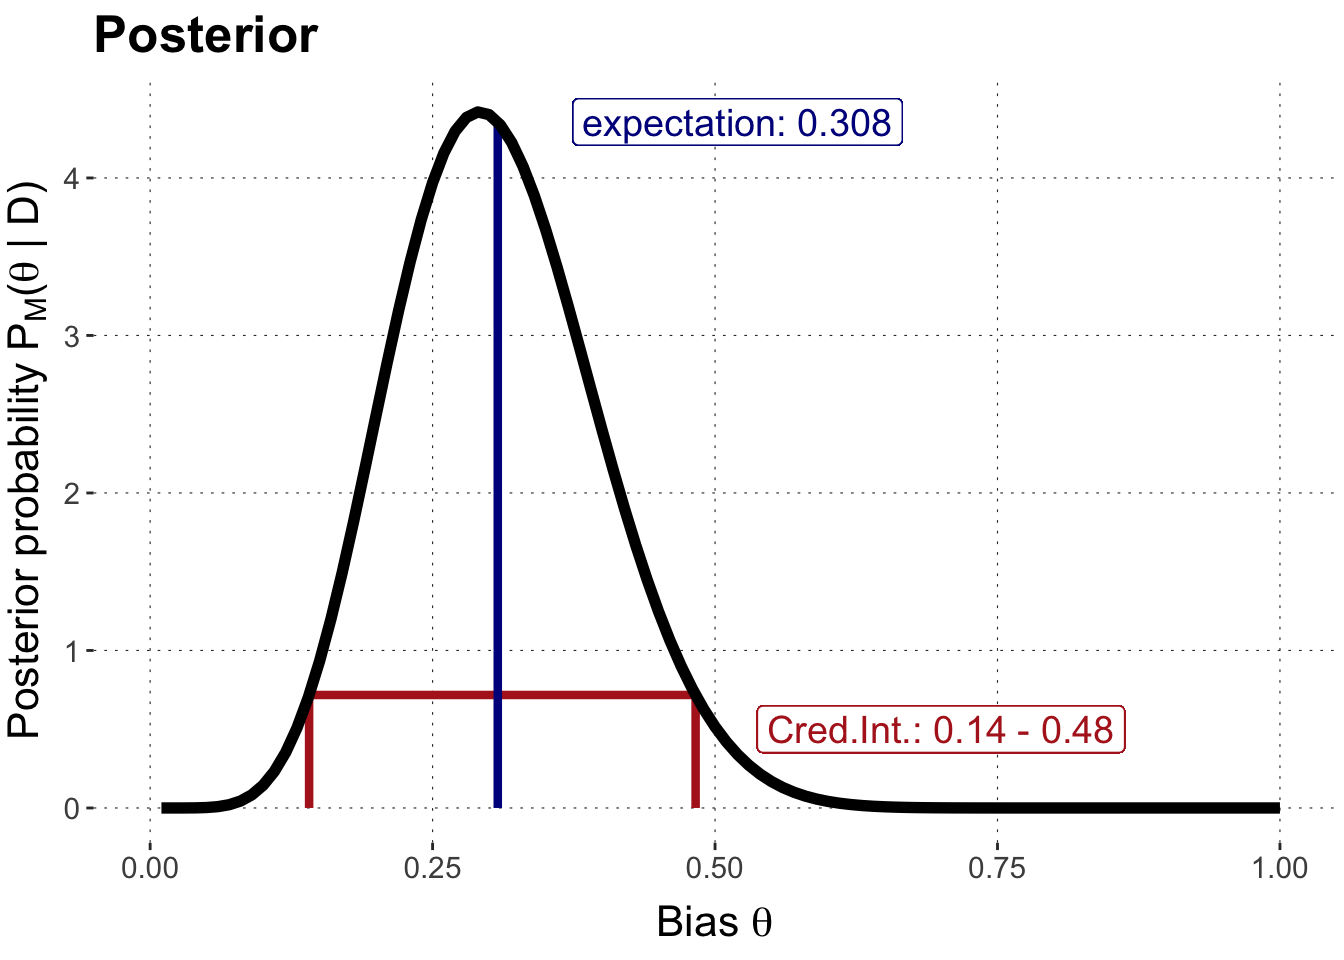 Posterior
expectation: 0.308
Cred.Int.: 0.14 - 0.48
Posterior probability P_M(θ | D)
4
3
2
1
0
0.00 0.25 0.50 0.75 1.00
Bias θ